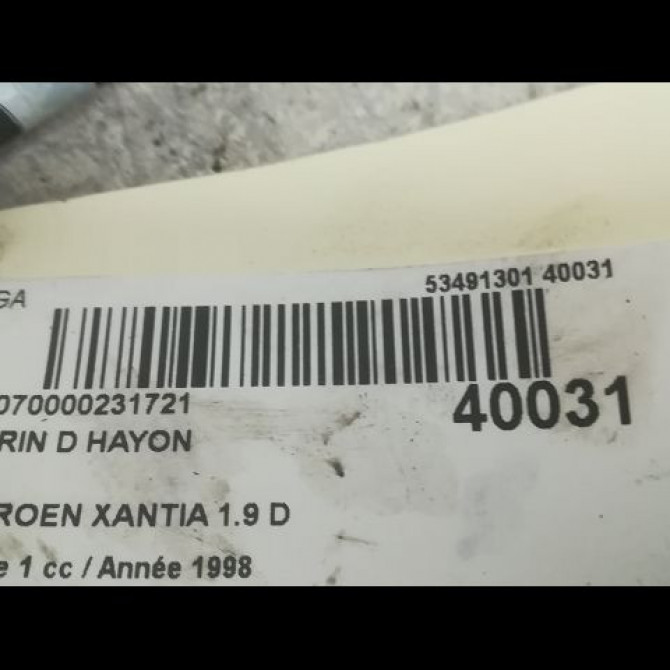 GA
53491301 40031
070000231721
40031
RIN D HAYON
ROEN XANTIA 1.9 D
e 1 cc / Année 1998